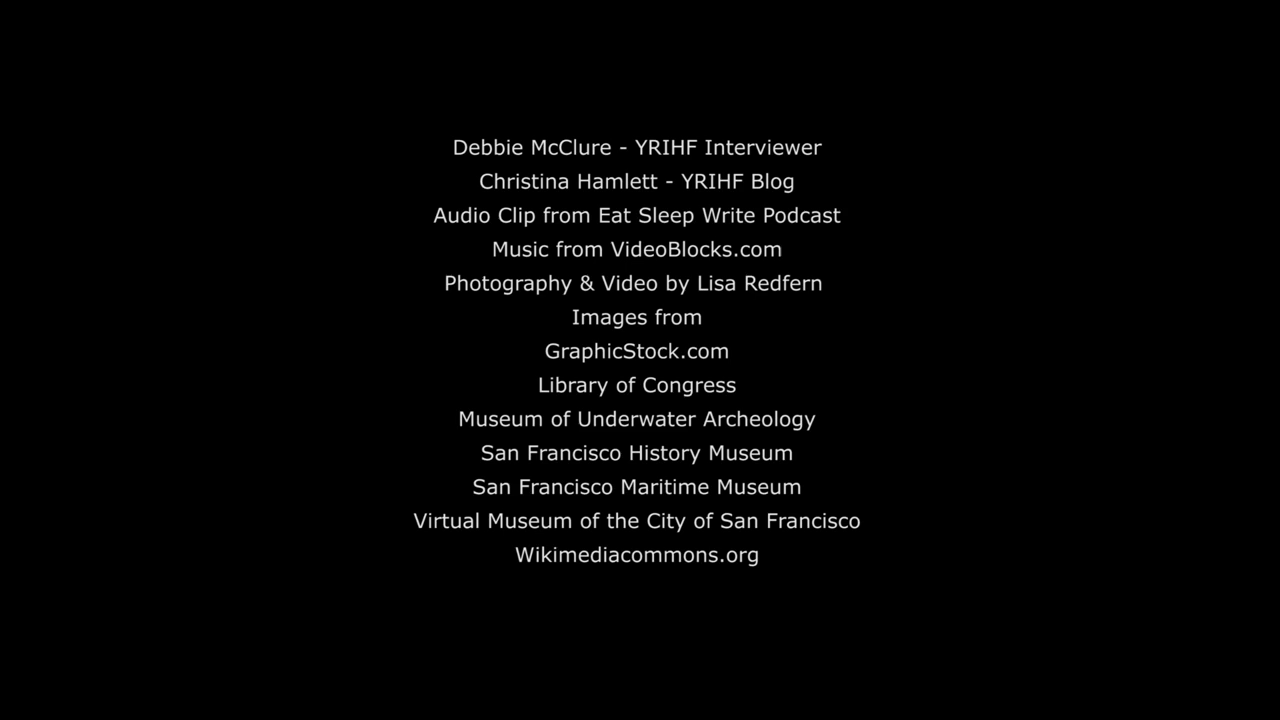 Debbie McClure - YRIHF Interviewer
Christina Hamlett - YRIHF Blog
Audio Clip from Eat Sleep Write Podcast
Music from VideoBlocks.com
Photography & Video by Lisa Redfern
Images from
GraphicStock.com
Library of Congress
Museum of Underwater Archeology
San Francisco History Museum
San Francisco Maritime Museum
Virtual Museum of the City of San Francisco
Wikimediacommons.org